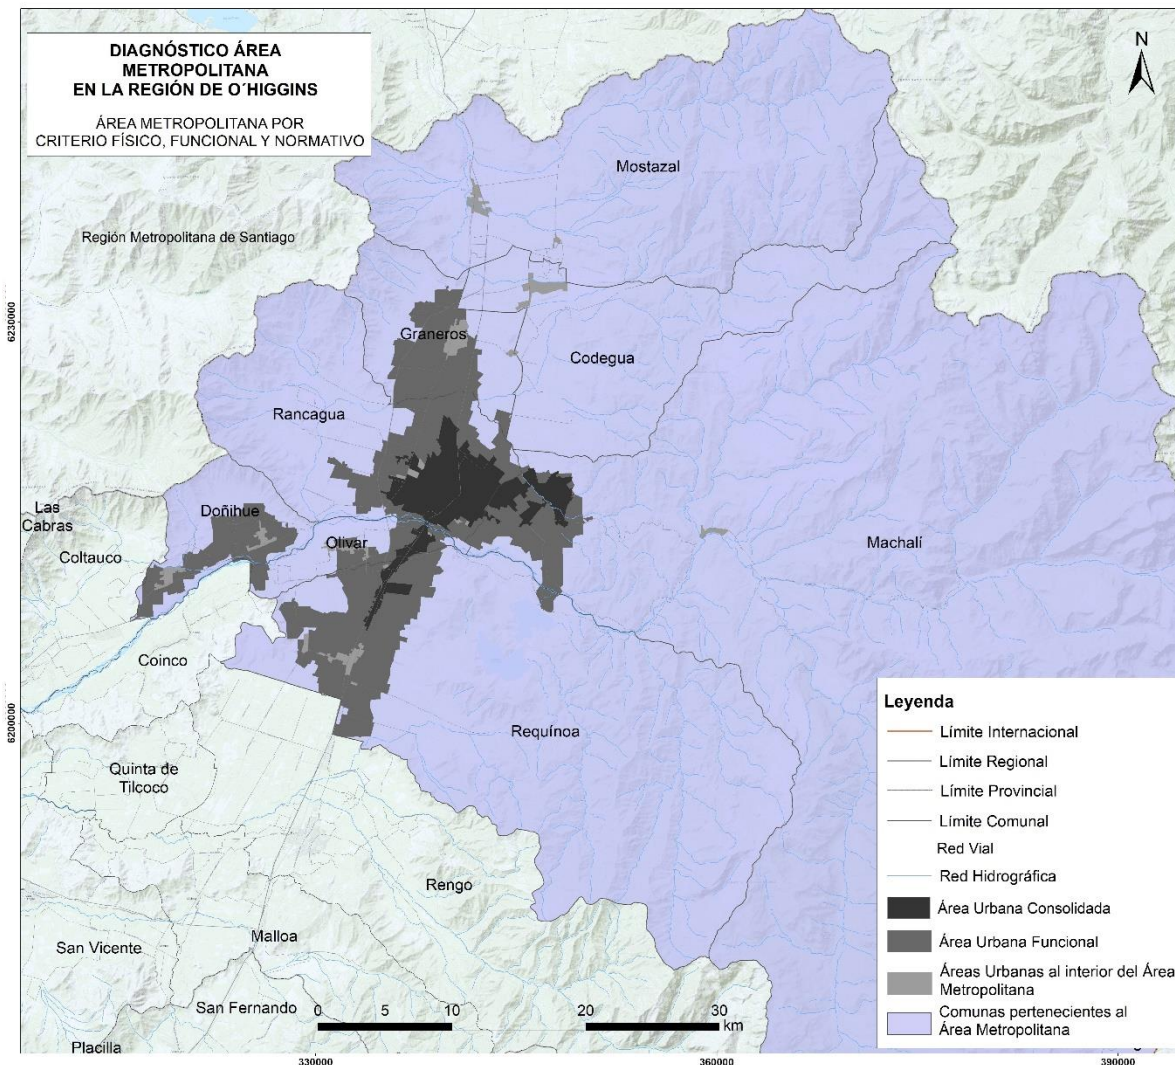 DIAGNÓSTICO ÁREA
METROPOLITANA
EN LA REGIÓN DE O´HIGGINS
ÁREA METROPOLITANA POR
CRITERIO FÍSICO, FUNCIONAL Y NORMATIVO
N
Mostazal
Región Metropolitana de Santiago
6230000
Graneros
Codegua
Rancagua
Las
Cabras
Doñihue
Coltauco
Olivar
Machalí
Coinco
6200000
Requínoa
Quinta de
Tilcoco
Rengo
San Vicente
Malloa
San Fernando
Placilla
0 5 10 20 30
km
Leyenda
Límite Internacional
Límite Regional
Límite Provincial
Límite Comunal
Red Vial
Red Hidrográfica
Área Urbana Consolidada
Área Urbana Funcional
Áreas Urbanas al interior del Área
Metropolitana
Comunas pertenecientes al
Área Metropolitana
330000
360000
390000